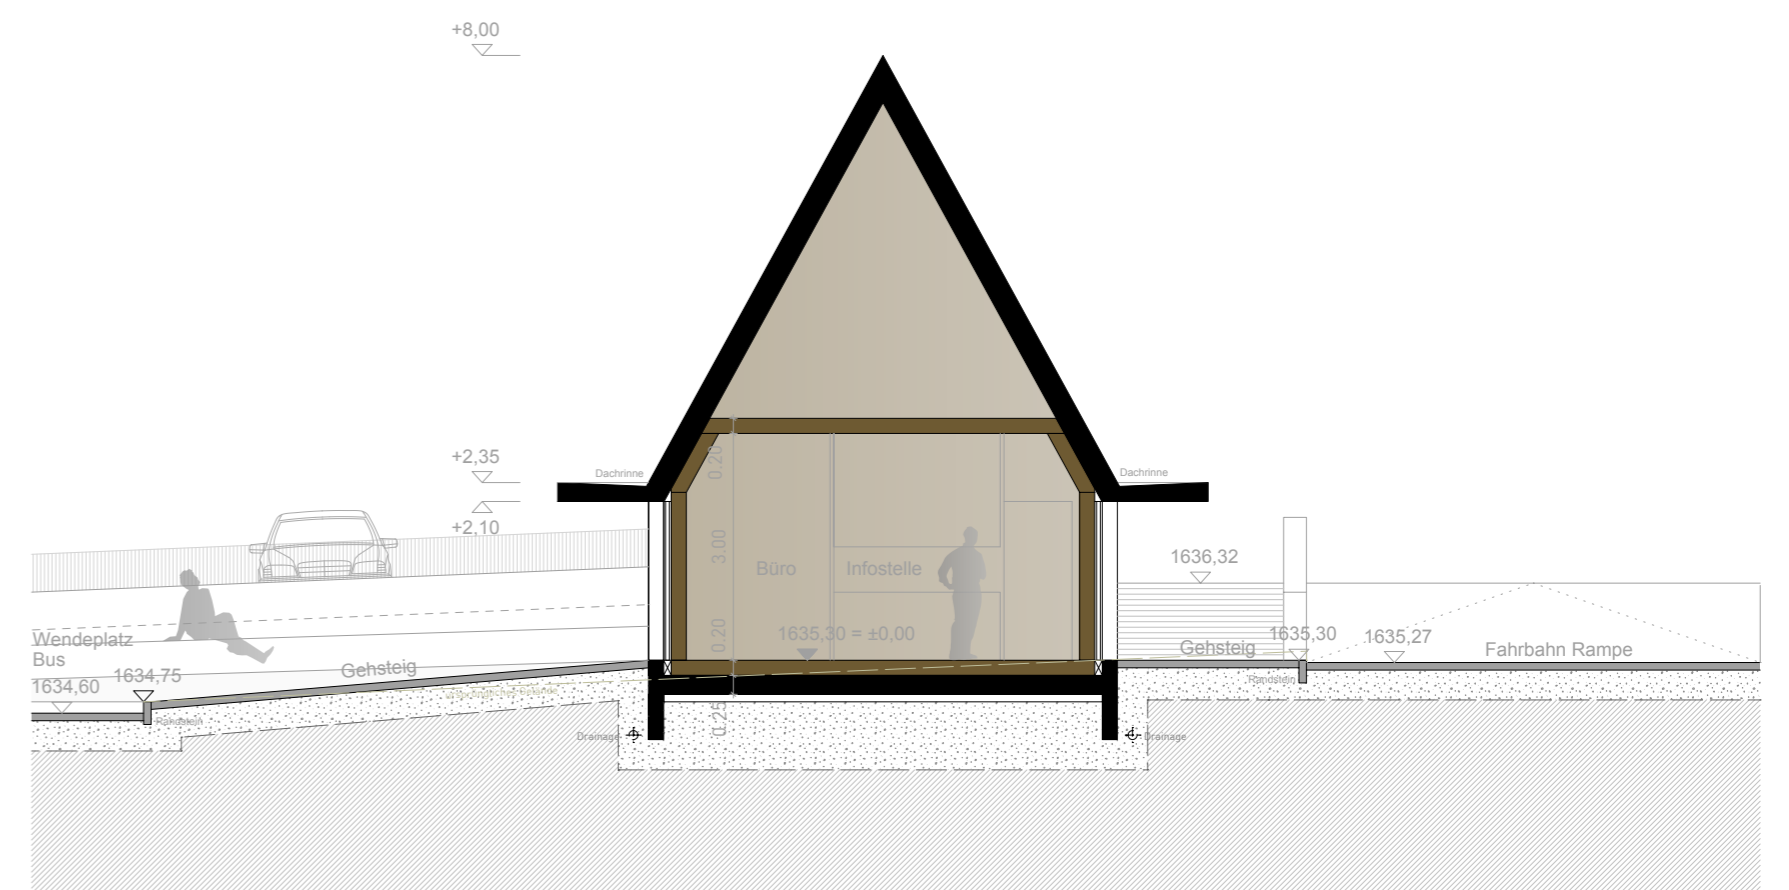 +8,00
+2,35
Dachrinne
Dachrinne
0.20
+2,10
3.00
Büro
Infostelle
1636,32
Wendeplatz
Bus
0.20
1635,30 = ±0,00
Gehsteig
1635,30
1635,27
Fahrbahn Rampe
Gehsteig
1634,75
1634,60
Randstein
Randstein
0.25
Drainage
Drainage